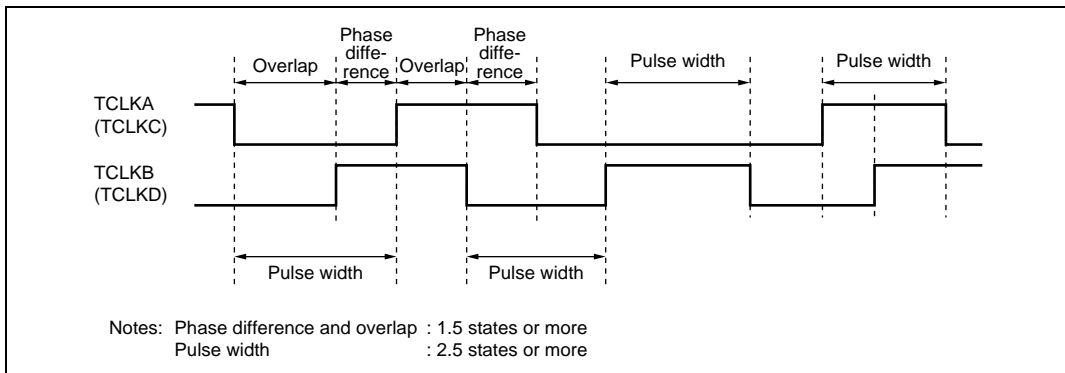 Phase
diffe-
rence
Phase
diffe-
rence
Overlap
Overlap
Pulse width
Pulse width
TCLKA
(TCLKC)
TCLKB
(TCLKD)
Pulse width
Pulse width
Notes: Phase difference and overlap : 1.5 states or more
Pulse width : 2.5 states or more